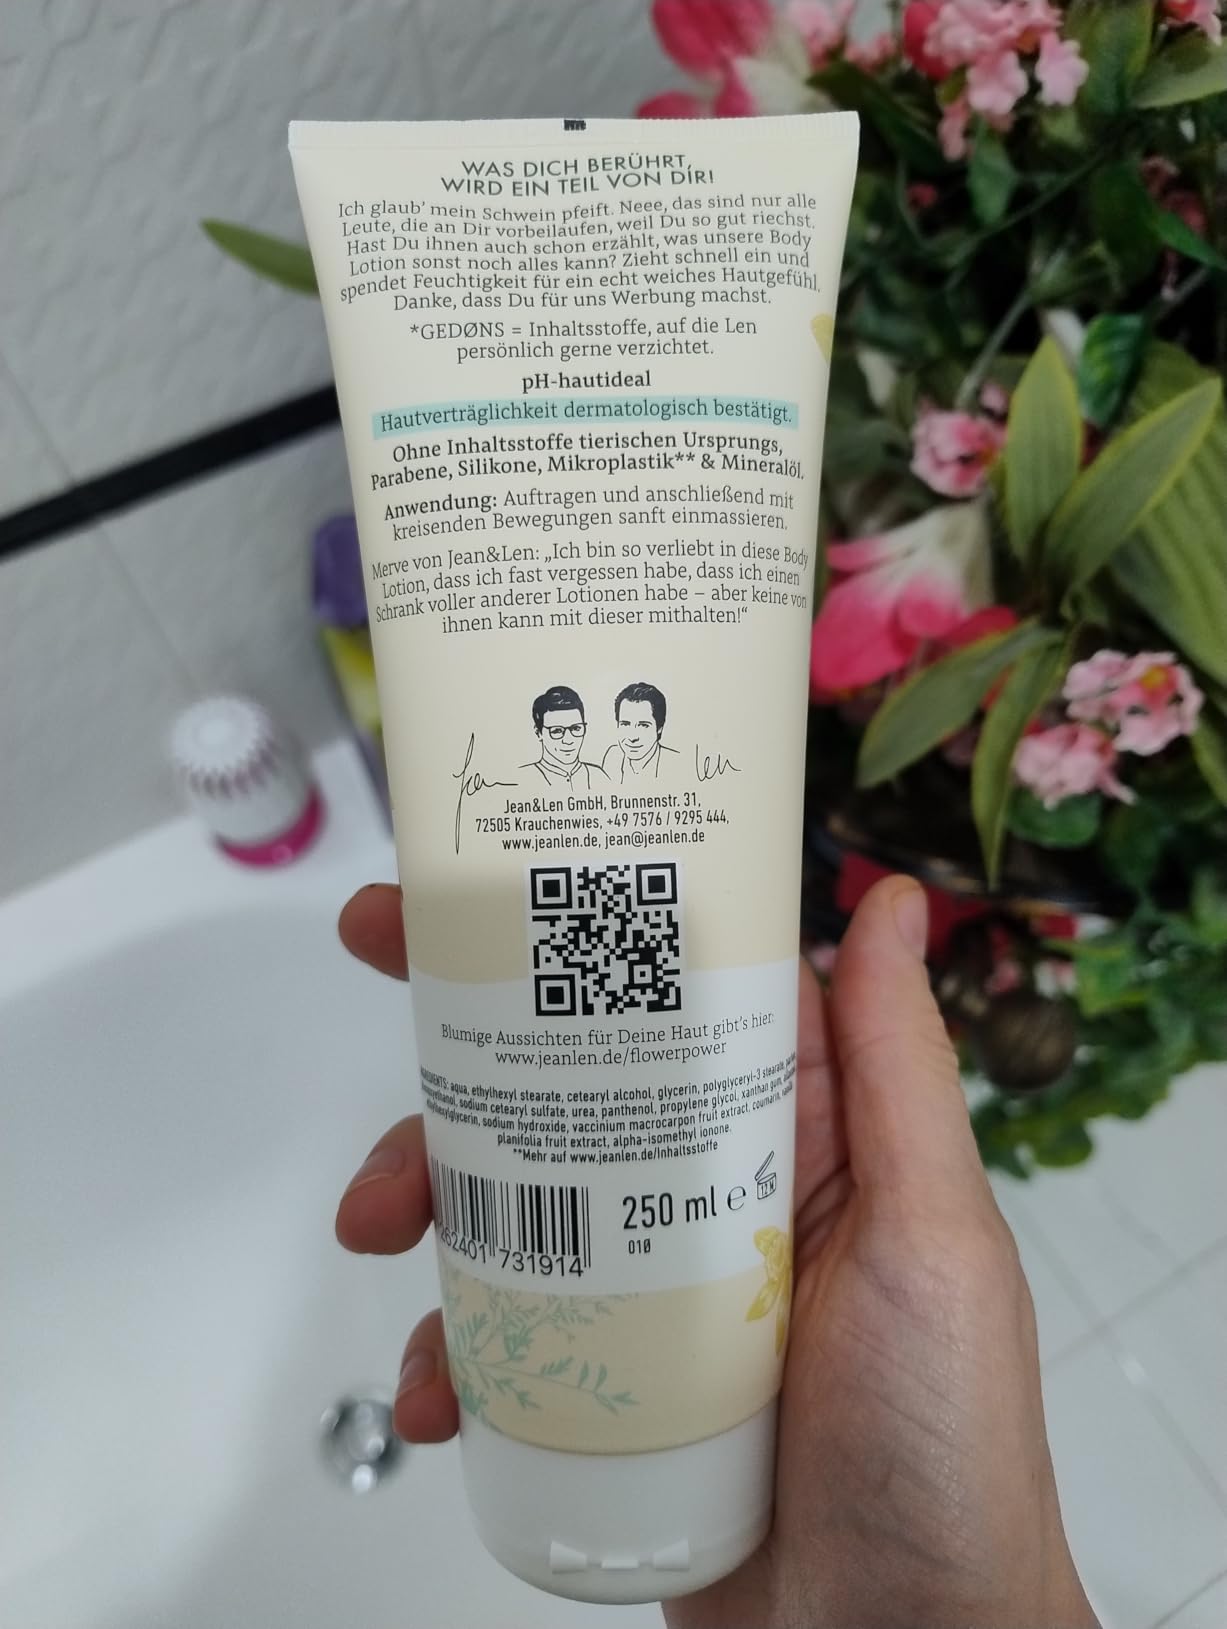 WAS DICH BERÜHRT,
WIRD EIN TEIL VON DIR!
Ich glaub’ mein Schwein pfeift. Neee, das sind nur alle
Leute, die an Dir vorbeilaufen, weil Du so gut riechst.
Hast Du ihnen auch schon erzählt, was unsere Body
Lotion sonst noch alles kann? Zieht schnell ein und
spendet Feuchtigkeit für ein echt weiches Hautgefühl.
Danke, dass Du für uns Werbung machst.
*GEDØNS = Inhaltsstoffe, auf die Len
persönlich gerne verzichtet.
pH-hautideal
Hautverträglichkeit dermatologisch bestätigt.
Ohne Inhaltsstoffe tierischen Ursprungs,
Parabene, Silikone, Mikroplastik** & Mineralöl.
Anwendung: Auftragen und anschließend mit
kreisenden Bewegungen sanft einmassieren.
Merve von Jean&Len: „Ich bin so verliebt in diese Body
Lotion, dass ich fast vergessen habe, dass ich einen
Schrank voller anderer Lotionen habe – aber keine von
ihnen kann mit dieser mithalten!“
Jean Len
Jean&Len GmbH, Brunnenstr. 31,
72505 Krauchenwies, +49 7576 / 9295 444,
www.jeanlen.de, jean@jeanlen.de
Blumige Aussichten für Deine Haut gibt’s hier:
www.jeanlen.de/flowerpower
aqua, ethylhexyl stearate, cetearyl alcohol, glycerin, polyglyceryl-3 stearate,
sodium cetearyl sulfate, urea, panthenol, propylene glycol, xanthan gum,
sodium hydroxide, vaccinium macrocarpon fruit extract, coumarin,
planifolia fruit extract, alpha-isomethyl ionone.
**Mehr auf www.jeanlen.de/Inhaltsstoffe
250 ml e 12 M
010
262401 731914